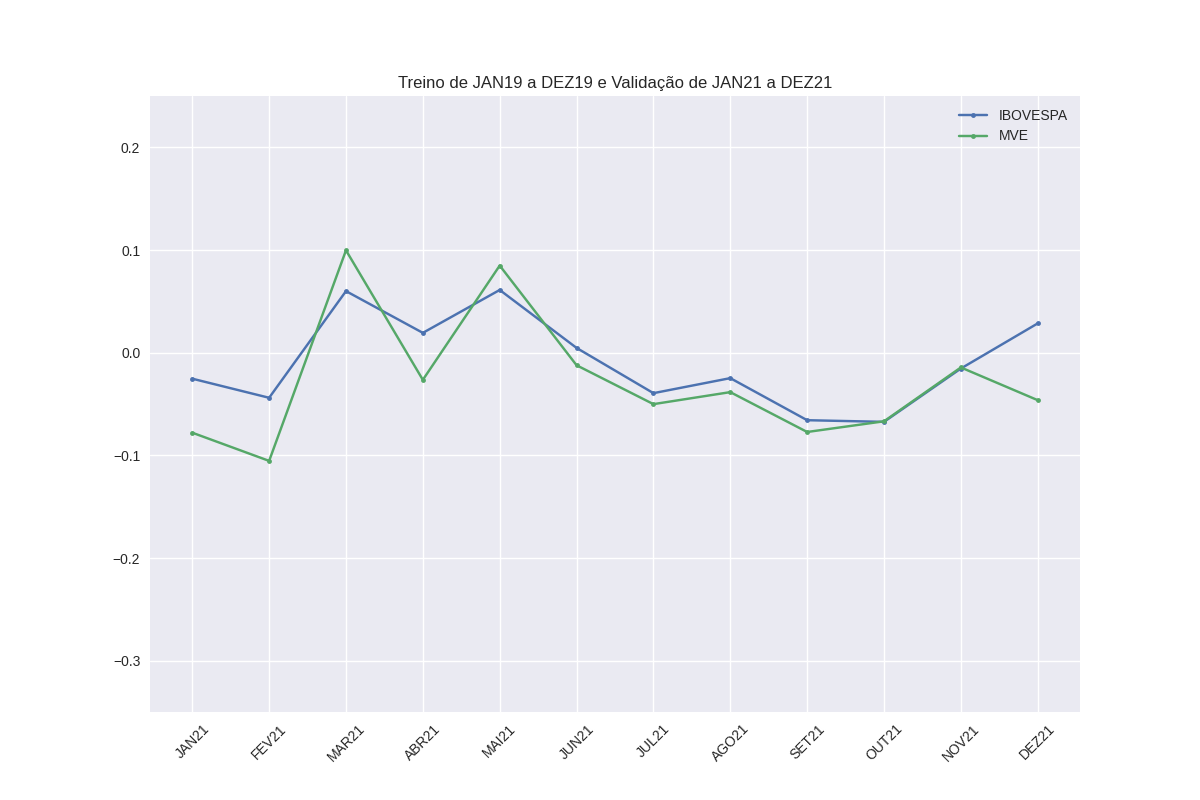 Treino de JAN19 a DEZ19 e Validação de JAN21 a DEZ21
IBOVESPA
MVE
0.2
0.1
0.0
−0.1
−0.2
−0.3
JAN21
FEV21
MAR21
ABR21
MAI21
JUN21
JUL21
AGO21
SET21
OUT21
NOV21
DEZ21